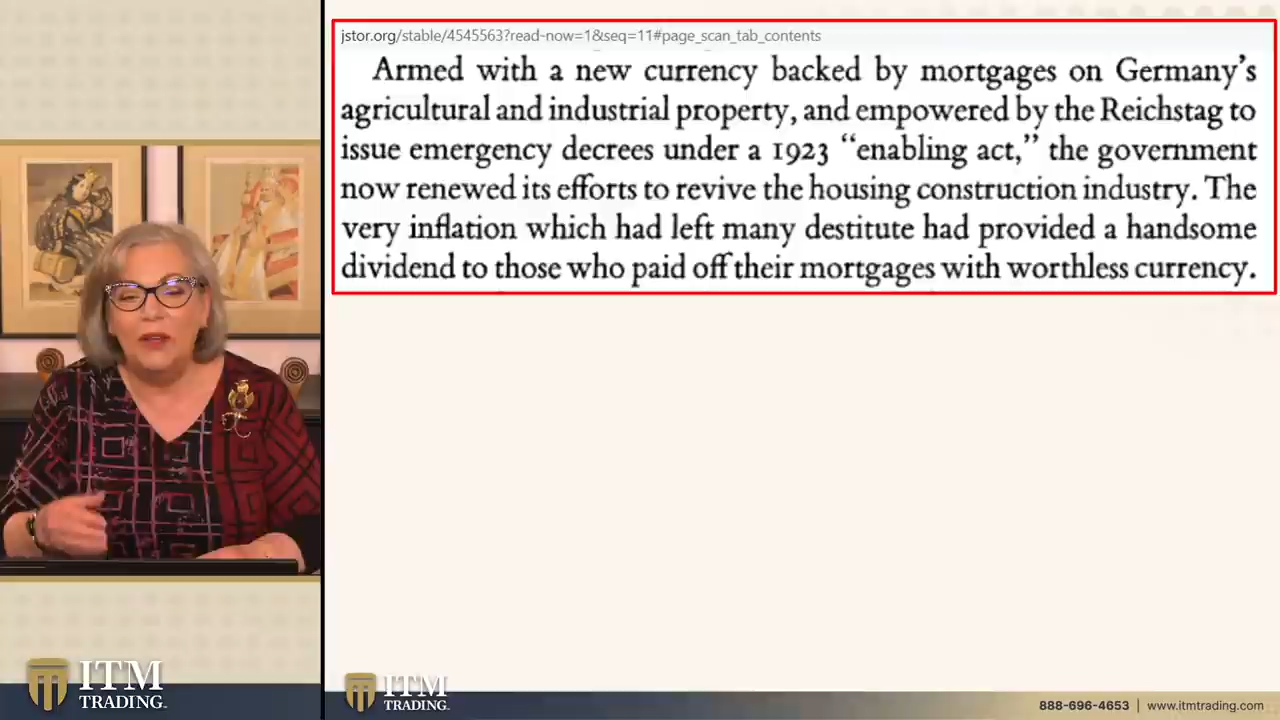 jstor.org/stable/4545563?read-now=1&seq=11#page_scan_tab_contents
Armed with a new currency backed by mortgages on Germany's
agricultural and industrial property, and empowered by the Reichstag to
issue emergency decrees under a 1923 “enabling act,” the government
now renewed its efforts to revive the housing construction industry. The
very inflation which had left many destitute had provided a handsome
dividend to those who paid off their mortgages with worthless currency.
ITM
TRADING.
ITM
TRADING.
888-696-4653 | www.itmtrading.com